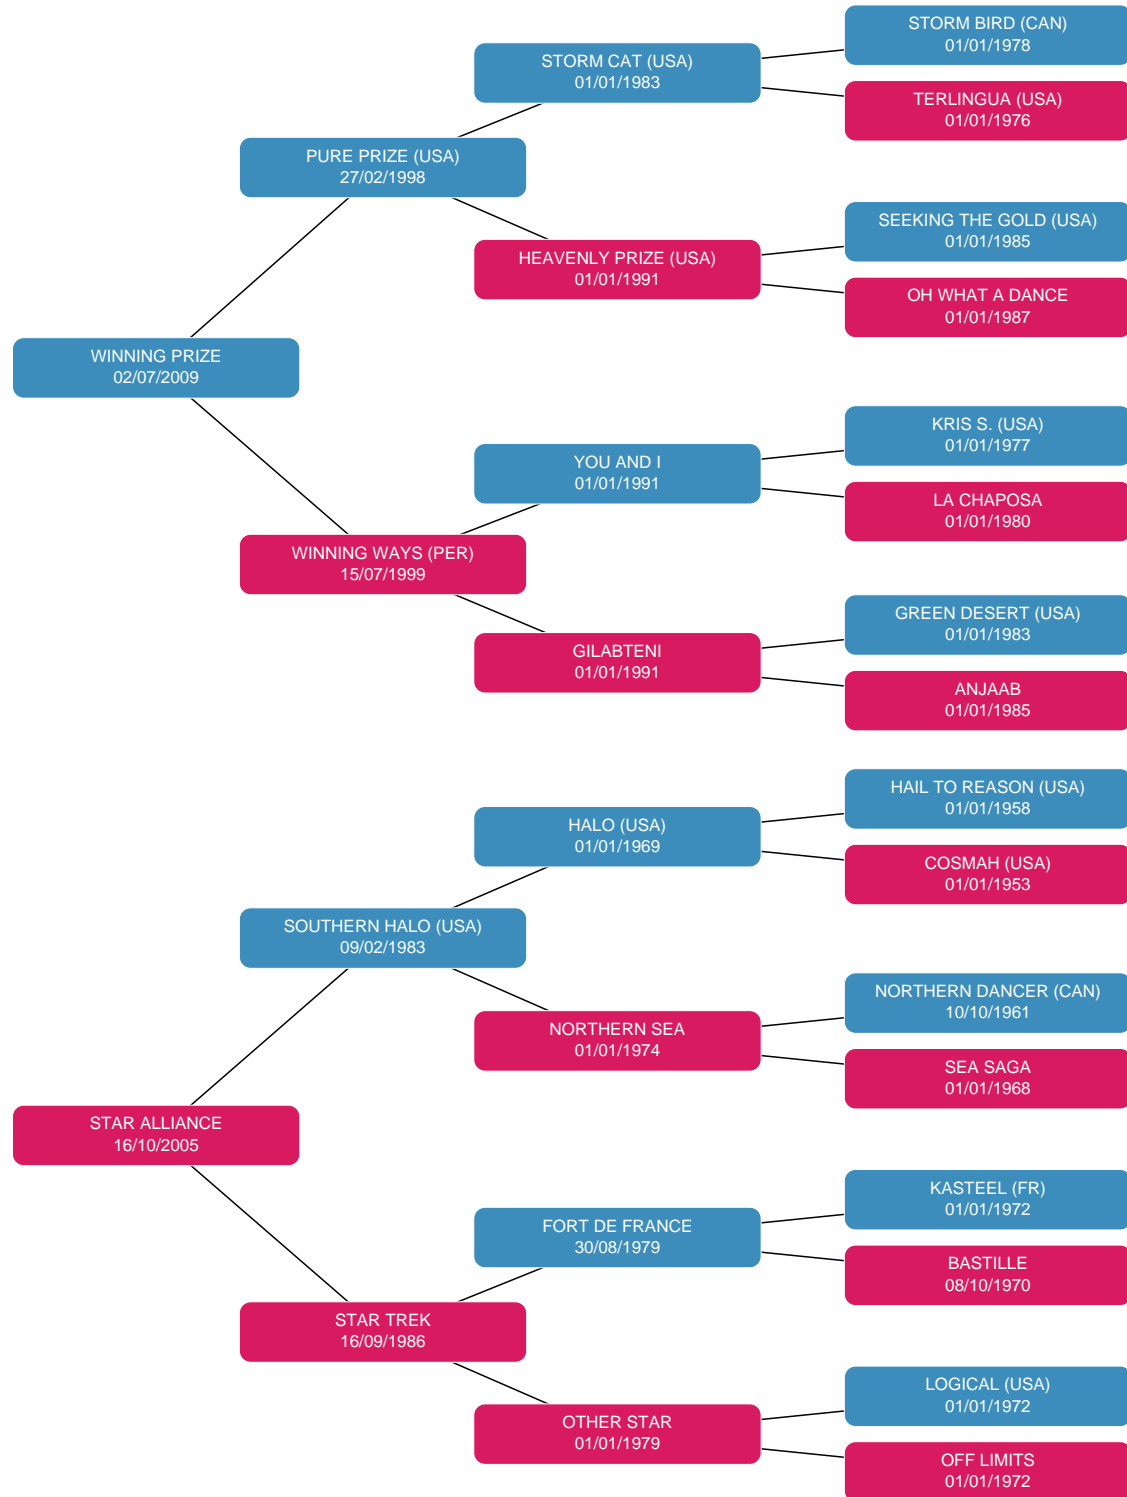 STORM BIRD (CAN)
01/01/1978
STORM CAT (USA)
01/01/1983
TERLINGUA (USA)
01/01/1976
PURE PRIZE (USA)
27/02/1998
SEEKING THE GOLD (USA)
01/01/1985
HEAVENLY PRIZE (USA)
01/01/1991
OH WHAT A DANCE
01/01/1987
WINNING PRIZE
02/07/2009
KRIS S. (USA)
01/01/1977
YOU AND I
01/01/1991
LA CHAPOSA
01/01/1980
WINNING WAYS (PER)
15/07/1999
GREEN DESERT (USA)
01/01/1983
GILABTENI
01/01/1991
ANJAAB
01/01/1985
HAIL TO REASON (USA)
01/01/1958
HALO (USA)
01/01/1969
COSMAH (USA)
01/01/1953
SOUTHERN HALO (USA)
09/02/1983
NORTHERN DANCER (CAN)
10/10/1961
NORTHERN SEA
01/01/1974
SEA SAGA
01/01/1968
STAR ALLIANCE
16/10/2005
KASTEEL (FR)
01/01/1972
FORT DE FRANCE
30/08/1979
BASTILLE
08/10/1970
STAR TREK
16/09/1986
LOGICAL (USA)
01/01/1972
OTHER STAR
01/01/1979
OFF LIMITS
01/01/1972